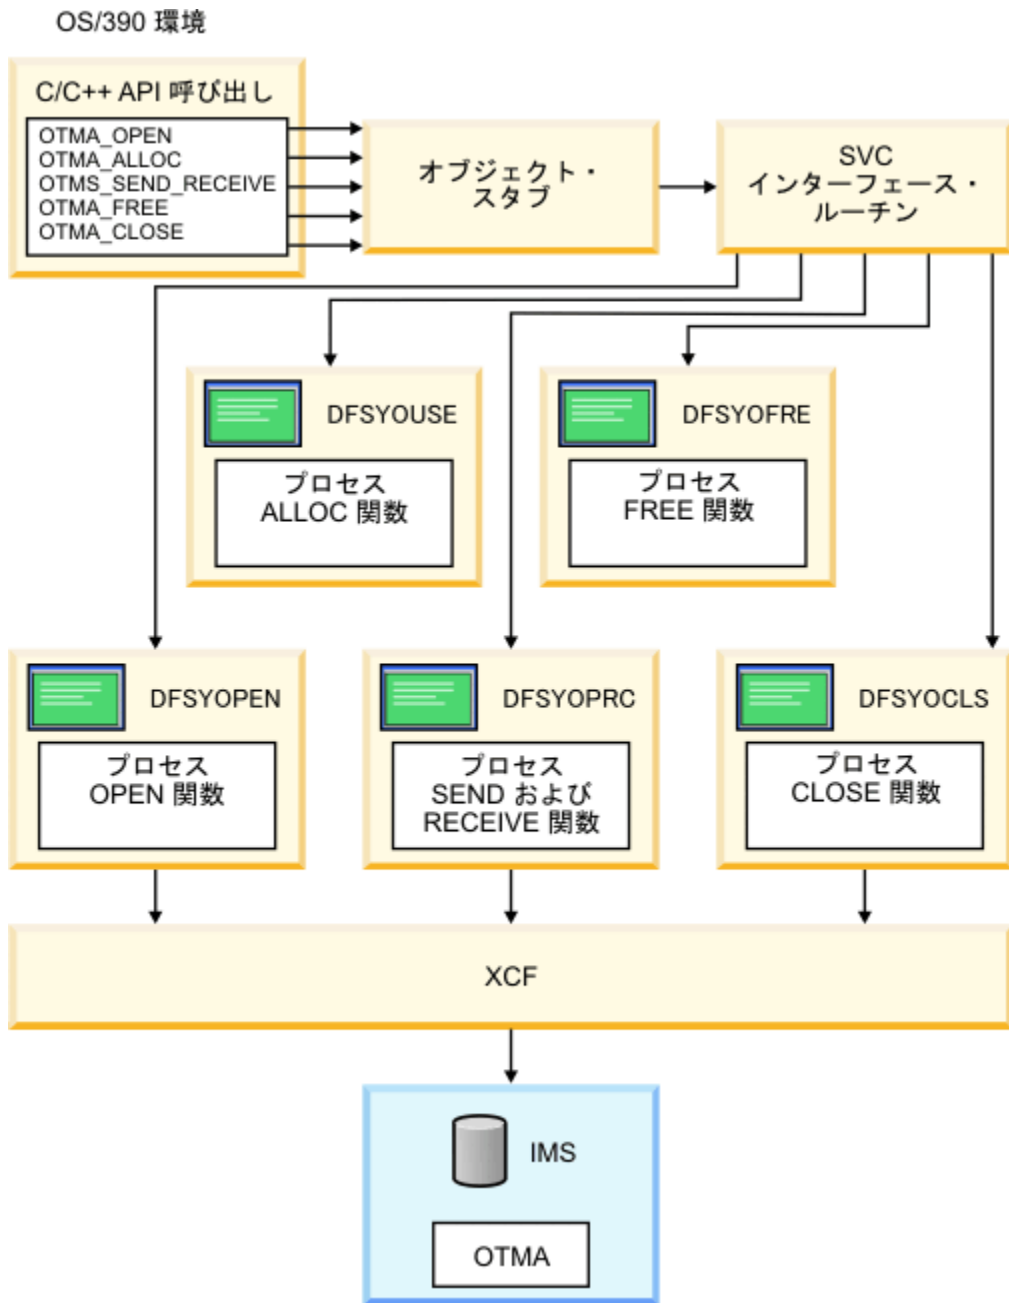 OS/390 環境
C/C++ API 呼び出し
OTMA_OPEN
OTMA_ALLOC
OTMS_SEND_RECEIVE
OTMA_FREE
OTMA_CLOSE
オブジェクト・
スタブ
SVC
インターフェース・
ルーチン
DFSYOUSE
プロセス
ALLOC 関数
DFSYOFRE
プロセス
FREE 関数
DFSYOPEN
プロセス
OPEN 関数
DFSYOPRC
プロセス
SEND および
RECEIVE 関数
DFSYOCLS
プロセス
CLOSE 関数
XCF
IMS
OTMA